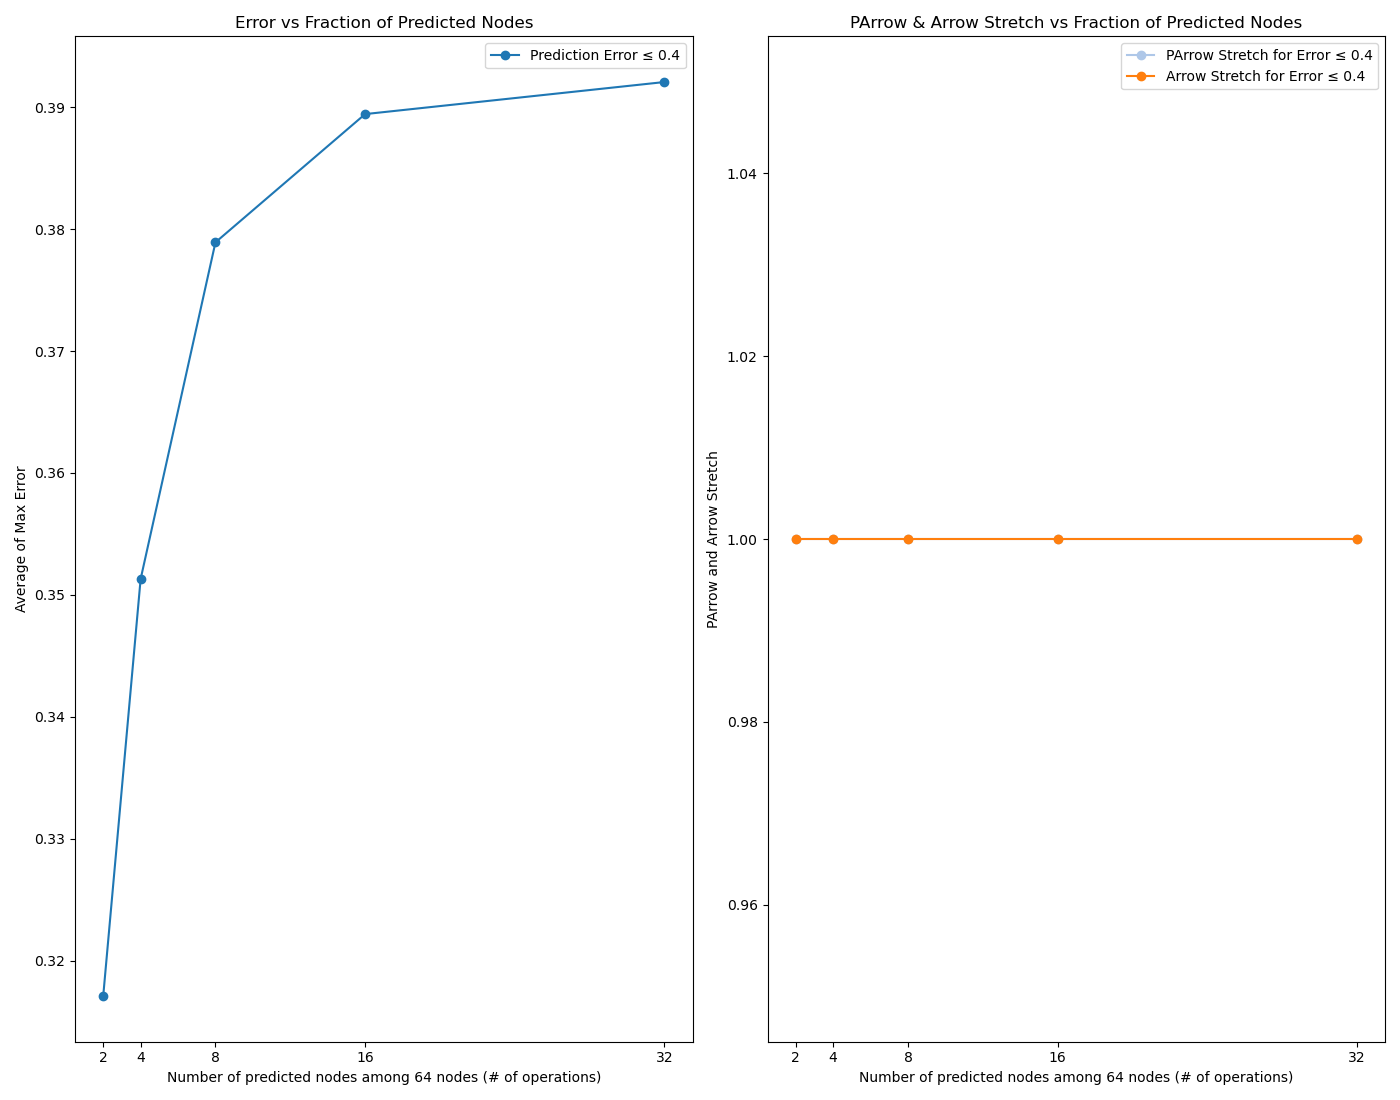 Error vs Fraction of Predicted Nodes
Prediction Error ≤ 0.4
0.39
0.38
0.37
0.36
0.35
0.34
0.33
0.32
Average of Max Error
2 4 8 16 32
Number of predicted nodes among 64 nodes (# of operations)
PArrow & Arrow Stretch vs Fraction of Predicted Nodes
PArrow Stretch for Error ≤ 0.4
Arrow Stretch for Error ≤ 0.4
1.04
1.02
1.00
0.98
0.96
PArrow and Arrow Stretch
2 4 8 16 32
Number of predicted nodes among 64 nodes (# of operations)